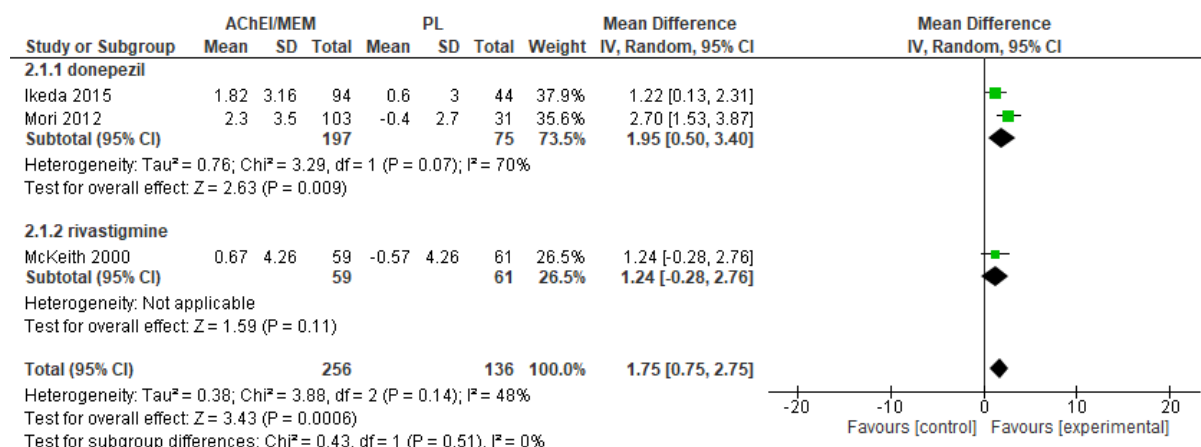 AChEI/MEM PL Mean Difference Mean Difference
Study or Subgroup Mean SD Total Mean SD Total Weight IV, Random, 95% CI IV, Random, 95% CI
2.1.1 donepezil
Ikeda 2015 1.82 3.16 94 0.6 3 44 37.9% 1.22 [0.13, 2.31]
Mori 2012 2.3 3.5 103 -0.4 2.7 31 35.6% 2.70 [1.53, 3.87]
Subtotal (95% CI) 197 75 73.5% 1.95 [0.50, 3.40]
Heterogeneity: Tau² = 0.76; Chi² = 3.29, df = 1 (P = 0.07); I² = 70%
Test for overall effect: Z = 2.63 (P = 0.009)
2.1.2 rivastigmine
McKeith 2000 0.67 4.26 59 -0.57 4.26 61 26.5% 1.24 [-0.28, 2.76]
Subtotal (95% CI) 59 61 26.5% 1.24 [-0.28, 2.76]
Heterogeneity: Not applicable
Test for overall effect: Z = 1.59 (P = 0.11)
Total (95% CI) 256 136 100.0% 1.75 [0.75, 2.75]
Heterogeneity: Tau² = 0.38; Chi² = 3.88, df = 2 (P = 0.14); I² = 48%
Test for overall effect: Z = 3.43 (P = 0.0006)
Test for subgroup differences: Chi² = 0.43, df = 1 (P = 0.51), I² = 0%
-20 -10 0 10 20
Favours [control] Favours [experimental]